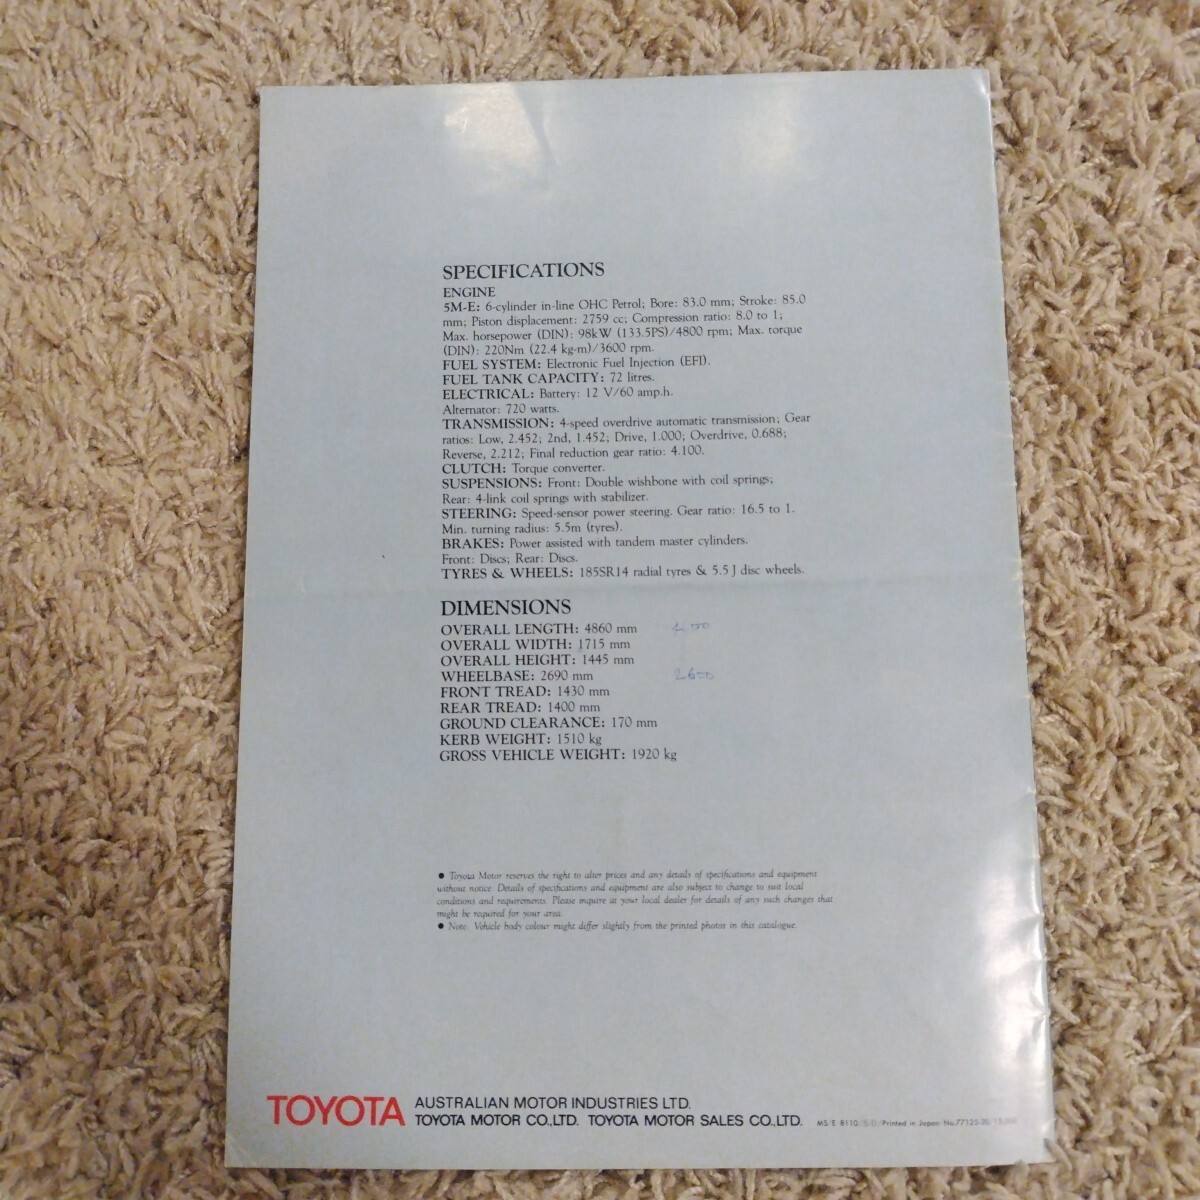 SPECIFICATIONS
ENGINE
5M-E: 6-cylinder in-line OHC Petrol; Bore: 83.0 mm; Stroke: 85.0
mm; Piston displacement: 2759 cc; Compression ratio: 8.0 to 1;
Max. horsepower (DIN): 98kW (133.5PS)/4800 rpm; Max. torque
(DIN): 220Nm (22.4 kg-m)/3600 rpm.
FUEL SYSTEM: Electronic Fuel Injection (EFI).
FUEL TANK CAPACITY: 72 litres.
ELECTRICAL: Battery: 12 V/60 amp.h.
Alternator: 720 watts.
TRANSMISSION: 4-speed overdrive automatic transmission; Gear
ratios: Low, 2.452; 2nd, 1.452; Drive, 1.000; Overdrive, 0.688;
Reverse, 2.212; Final reduction gear ratio: 4.100.
CLUTCH: Torque converter.
SUSPENSIONS: Front: Double wishbone with coil springs;
Rear: 4-link coil springs with stabilizer.
STEERING: Speed-sensor power steering. Gear ratio: 16.5 to 1.
Min. turning radius: 5.5m (tyres).
BRAKES: Power assisted with tandem master cylinders.
Front: Discs; Rear: Discs.
TYRES & WHEELS: 185SR14 radial tyres & 5.5 J disc wheels.
DIMENSIONS
OVERALL LENGTH: 4860 mm
OVERALL WIDTH: 1715 mm
OVERALL HEIGHT: 1445 mm
WHEELBASE: 2690 mm 2600
FRONT TREAD: 1430 mm
REAR TREAD: 1400 mm
GROUND CLEARANCE: 170 mm
KERB WEIGHT: 1510 kg
GROSS VEHICLE WEIGHT: 1920 kg
● Toyota Motor reserves the right to alter prices and any details of specifications and equipment
without notice. Details of specifications and equipment are also subject to change to suit local
conditions and requirements. Please inquire at your local dealer for details of any such changes that
might be required for your area.
● Note. Vehicle body colour might differ slightly from the printed photos in this catalogue.
TOYOTA AUSTRALIAN MOTOR INDUSTRIES LTD.
TOYOTA MOTOR CO.,LTD. TOYOTA MOTOR SALES CO.,LTD. MS/E 8110 Printed in Japan